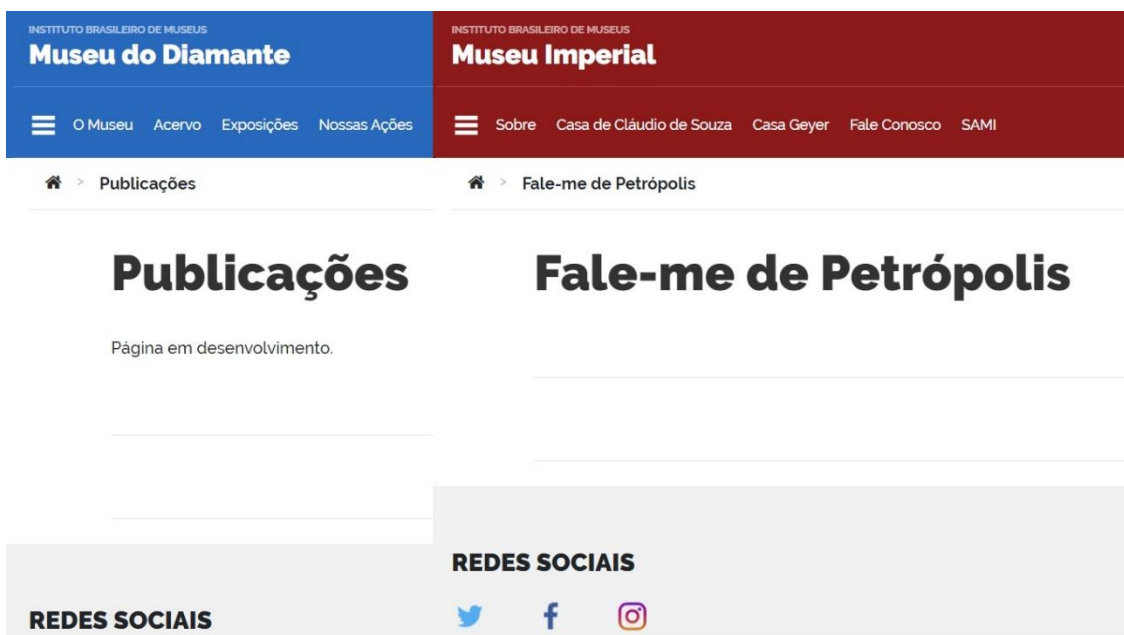 INSTITUTO BRASILEIRO DE MUSEUS
Museu do Diamante
O Museu Acervo Exposições Nossas Ações
> Publicações
Publicações
Página em desenvolvimento.
REDES SOCIAIS
INSTITUTO BRASILEIRO DE MUSEUS
Museu Imperial
Sobre Casa de Cláudio de Souza Casa Geyer Fale Conosco SAMI
> Fale-me de Petrópolis
Fale-me de Petrópolis
REDES SOCIAIS